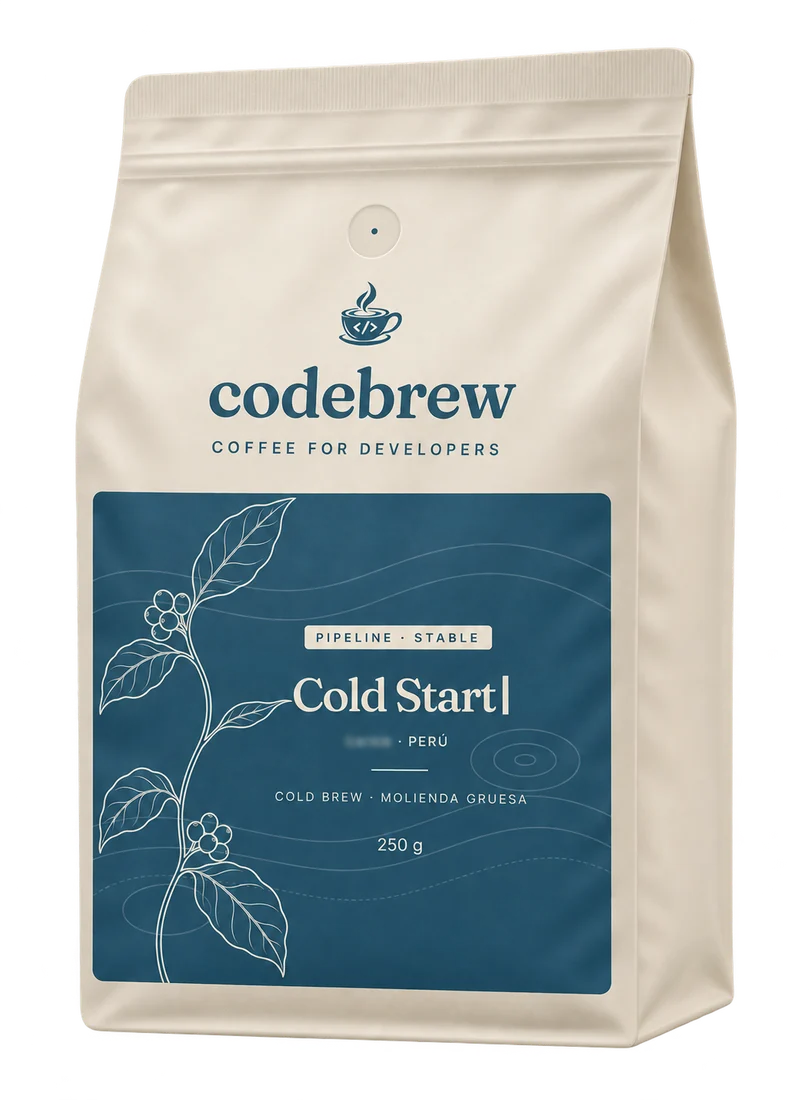 </>
codebrew
COFFEE FOR DEVELOPERS
PIPELINE · STABLE
Cold Start|
· PERÚ
COLD BREW · MOLIENDA GRUESA
250 g